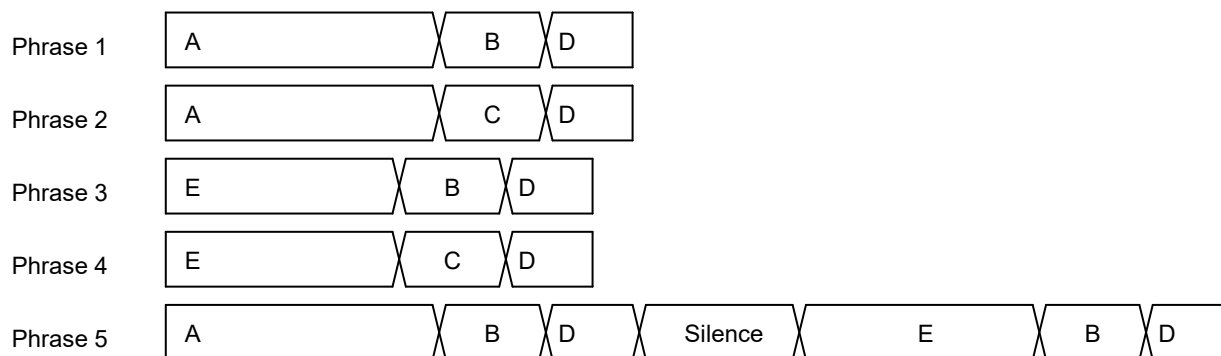 Phrase 1 A B D
Phrase 2 A C D
Phrase 3 E B D
Phrase 4 E C D
Phrase 5 A B D Silence E B D